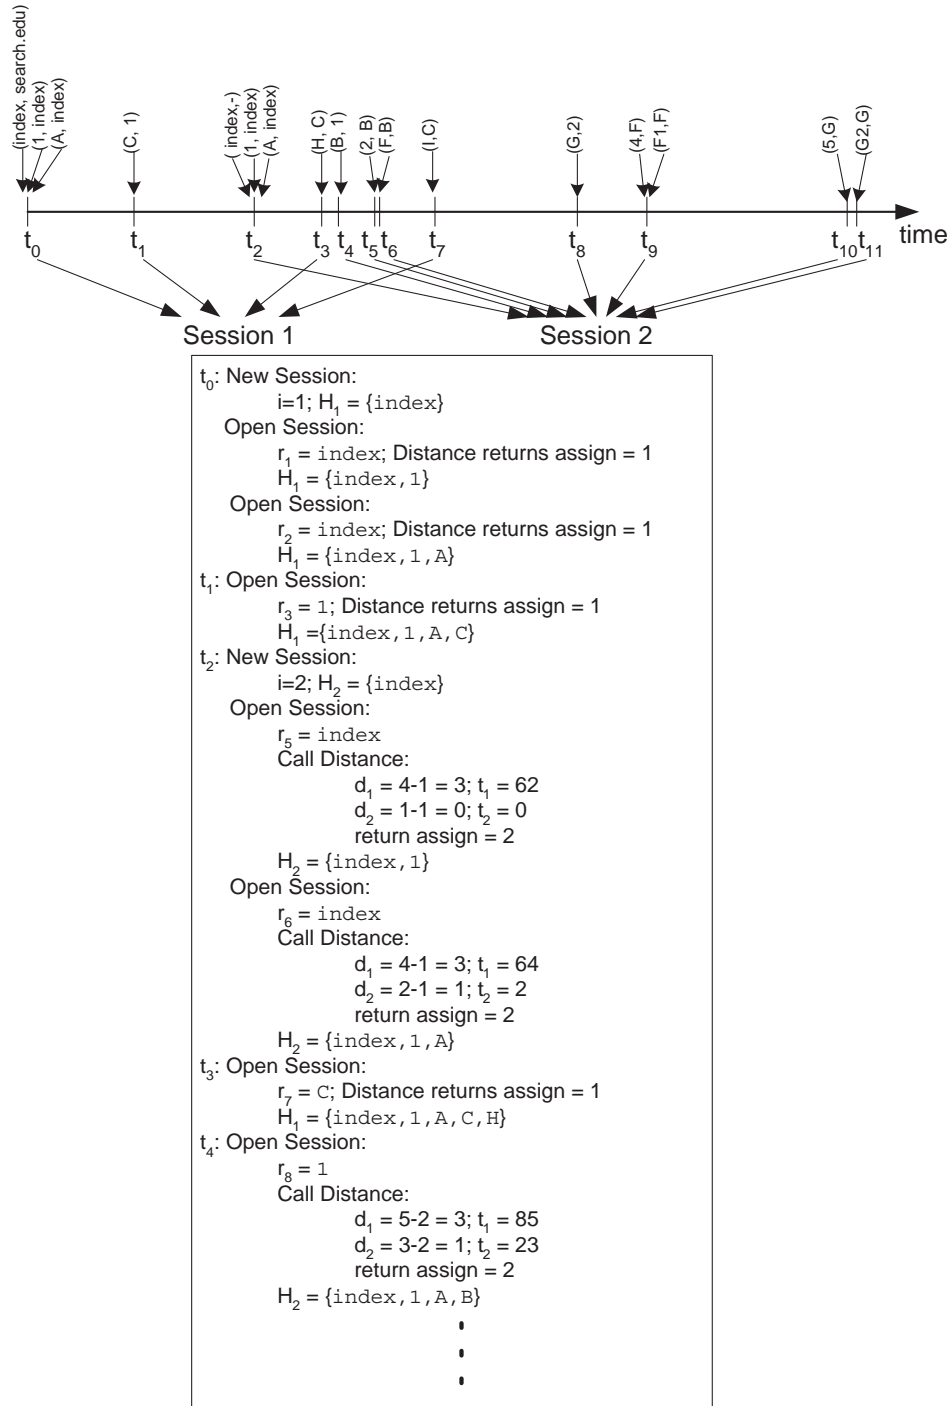 (index, search.edu)
(1, index)
(A, index)
(C, 1)
( index,-)
(1, index)
(A, index)
(H, C)
(B, 1)
(2, B)
(F,B)
(I,C)
(G,2)
(4,F)
(F1,F)
(5,G)
(G2,G)
t0 t1 t2 t3 t4 t5 t6 t7 t8 t9 t10 t11 time
Session 1 Session 2
t0: New Session:
i=1; H1 = {index}
Open Session:
r1 = index; Distance returns assign = 1
H1 = {index,1}
Open Session:
r2 = index; Distance returns assign = 1
H1 = {index,1,A}
t1: Open Session:
r3 = 1; Distance returns assign = 1
H1 ={index,1,A,C}
t2: New Session:
i=2; H2 = {index}
Open Session:
r5 = index
Call Distance:
d1 = 4-1 = 3; t1 = 62
d2 = 1-1 = 0; t2 = 0
return assign = 2
H2 = {index,1}
Open Session:
r6 = index
Call Distance:
d1 = 4-1 = 3; t1 = 64
d2 = 2-1 = 1; t2 = 2
return assign = 2
H2 = {index,1,A}
t3: Open Session:
r7 = C; Distance returns assign = 1
H1 = {index,1,A,C,H}
t4: Open Session:
r8 = 1
Call Distance:
d1 = 5-2 = 3; t1 = 85
d2 = 3-2 = 1; t2 = 23
return assign = 2
H2 = {index,1,A,B}